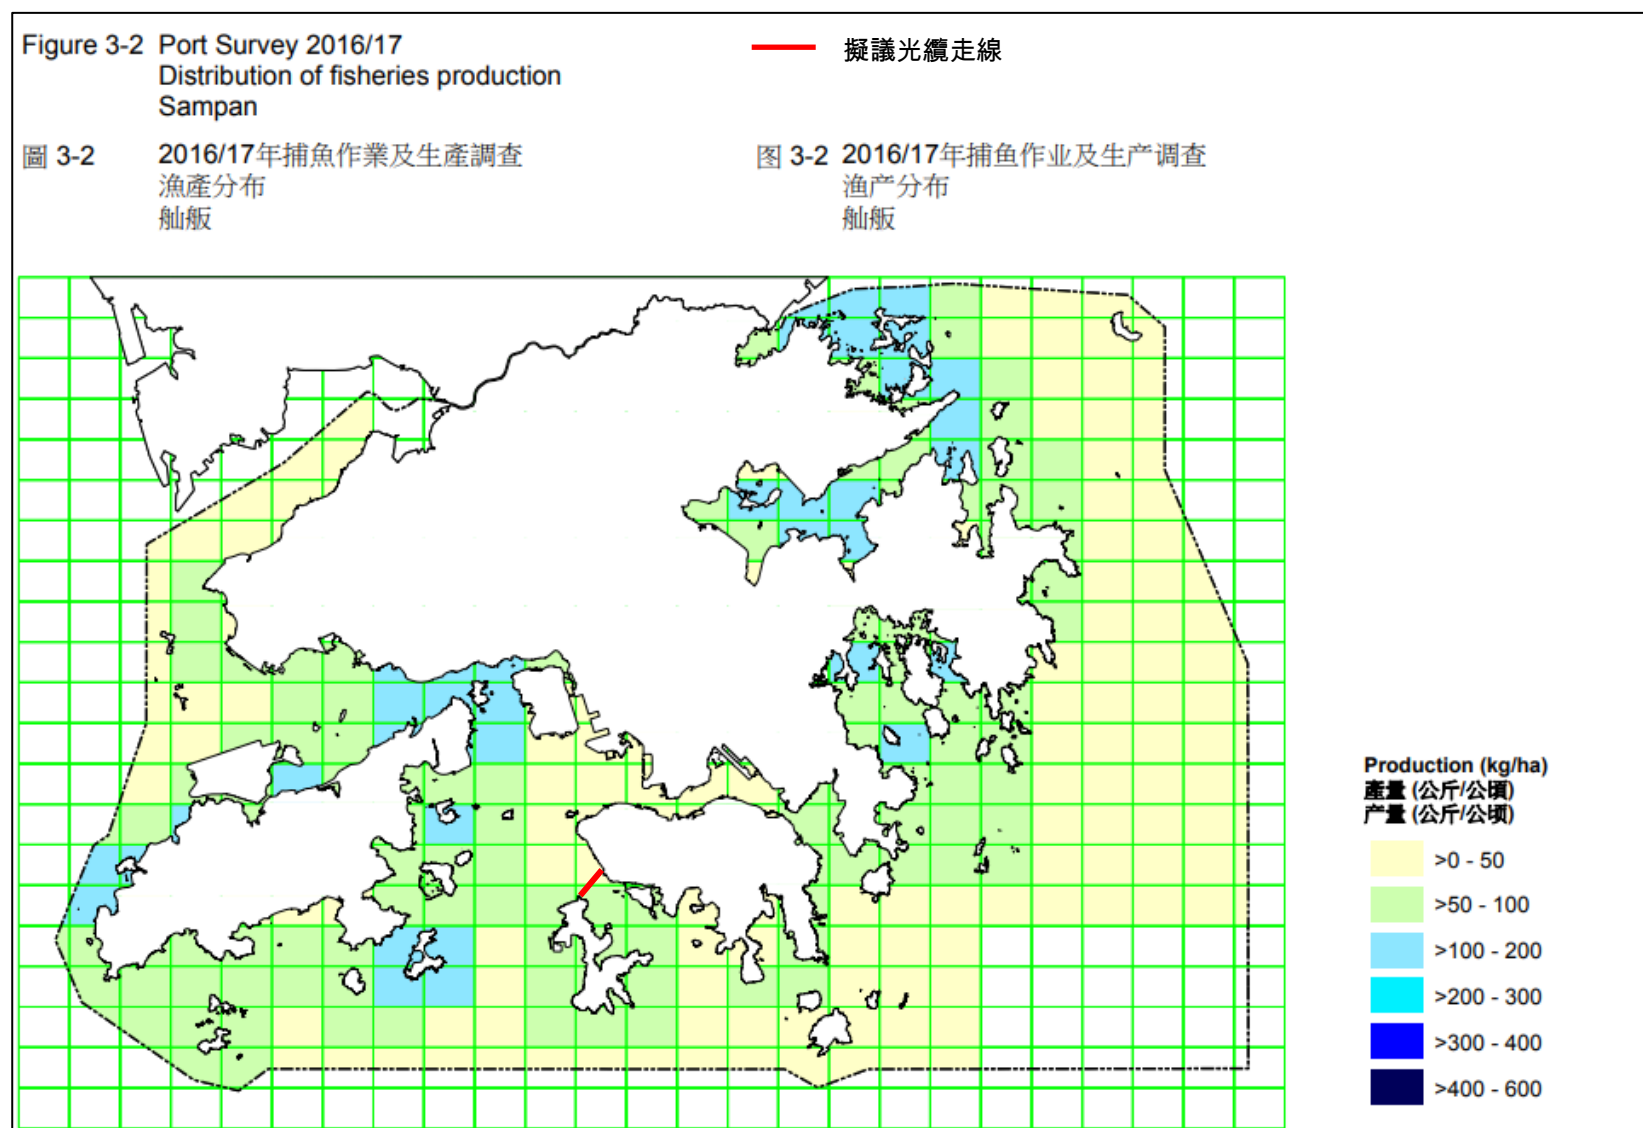 Figure 3-2 Port Survey 2016/17
Distribution of fisheries production
Sampan
擬議光纜走線
圖 3-2 2016/17年捕魚作業及生產調查
漁產分布
舢舨
图 3-2 2016/17年捕鱼作业及生产调查
渔产分布
舢舨
Production (kg/ha)
產量 (公斤/公頃)
产量 (公斤/公顷)
>0 - 50
>50 - 100
>100 - 200
>200 - 300
>300 - 400
>400 - 600